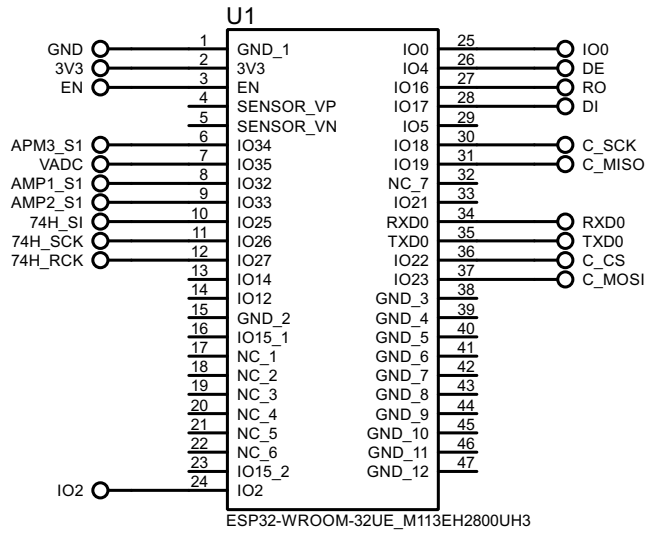 U1
GND 1 GND_1 IO0 25 IO0
3V3 2 3V3 IO4 26 DE
EN 3 EN IO16 27 RO
4 SENSOR_VP IO17 28 DI
5 SENSOR_VN IO5 29
APM3_S1 6 IO34 IO18 30 C_SCK
VADC 7 IO35 IO19 31 C_MISO
AMP1_S1 8 IO32 NC_7 32
AMP2_S1 9 IO33 IO21 33
74H_SI 10 IO25 RXD0 34 RXD0
74H_SCK 11 IO26 TXD0 35 TXD0
74H_RCK 12 IO27 IO22 36 C_CS
13 IO14 IO23 37 C_MOSI
14 IO12 GND_3 38
15 GND_2 GND_4 39
16 IO15_1 GND_5 40
17 NC_1 GND_6 41
18 NC_2 GND_7 42
19 NC_3 GND_8 43
20 NC_4 GND_9 44
21 NC_5 GND_10 45
22 NC_6 GND_11 46
23 IO15_2 GND_12 47
IO2 24 IO2
ESP32-WROOM-32UE_M113EH2800UH3